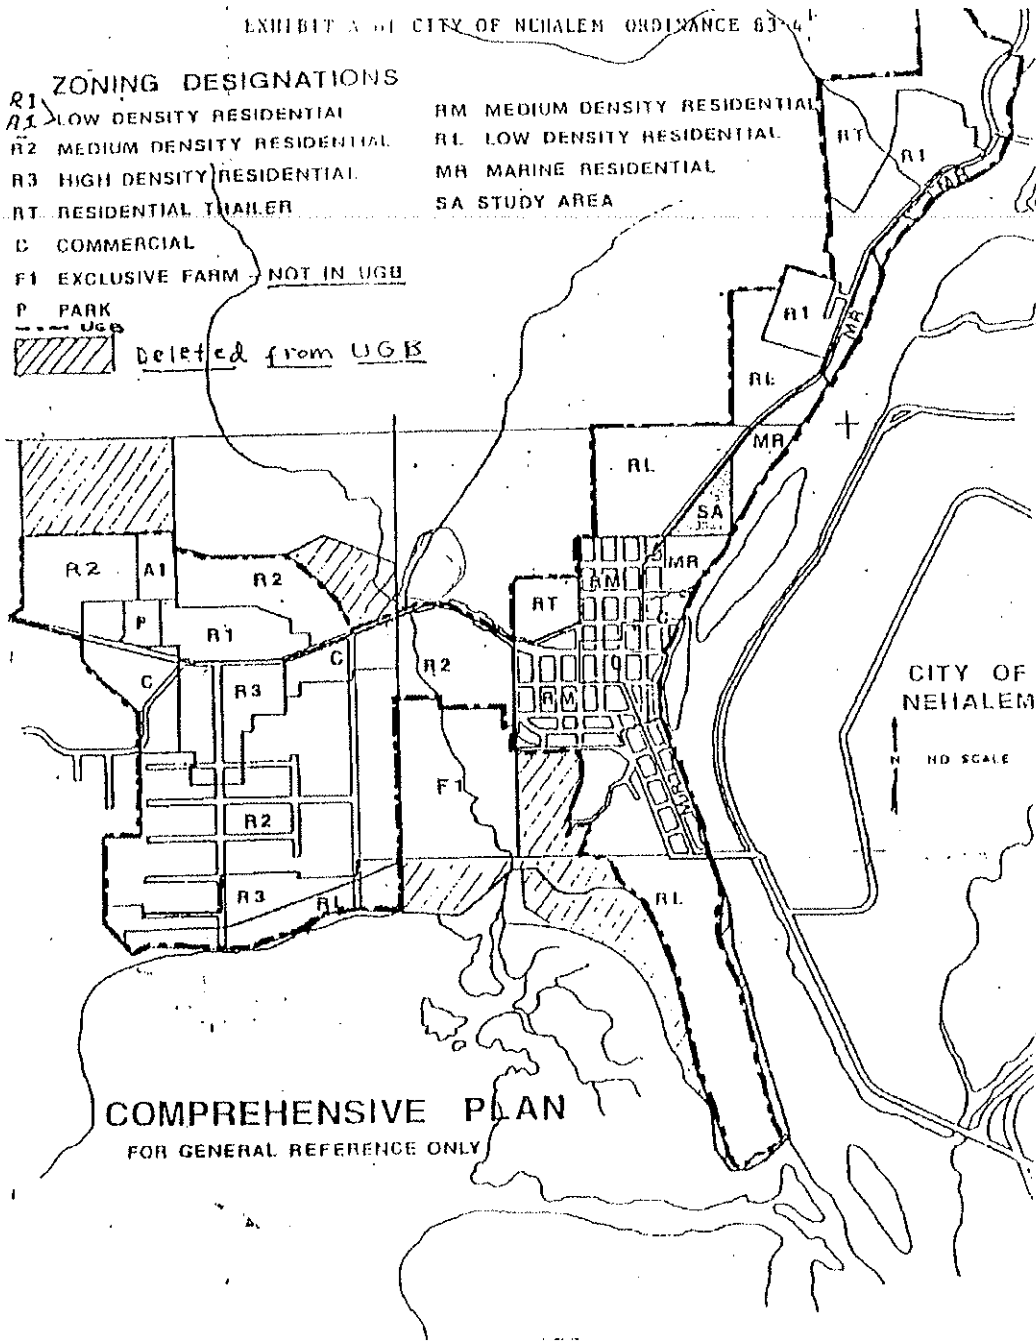 EXHIBIT A of CITY OF NEHALEM ORDINANCE 83-4
ZONING DESIGNATIONS
R1
A1 LOW DENSITY RESIDENTIAL
R2 MEDIUM DENSITY RESIDENTIAL
R3 HIGH DENSITY RESIDENTIAL
RT RESIDENTIAL TRAILER
C COMMERCIAL
F1 EXCLUSIVE FARM - NOT IN UGB
P PARK
UGB
Deleted from UGB
RM MEDIUM DENSITY RESIDENTIAL
RL LOW DENSITY RESIDENTIAL
MR MARINE RESIDENTIAL
SA STUDY AREA
RT
R1
MR
R1
MR
RL
MR
RL
SA
R2
A1
R2
RM
MR
RT
C
P
R1
C
R2
C
R3
RM
CITY OF
NEHALEM
N
NO SCALE
F1
MR
R2
R3
RL
RL
COMPREHENSIVE PLAN
FOR GENERAL REFERENCE ONLY